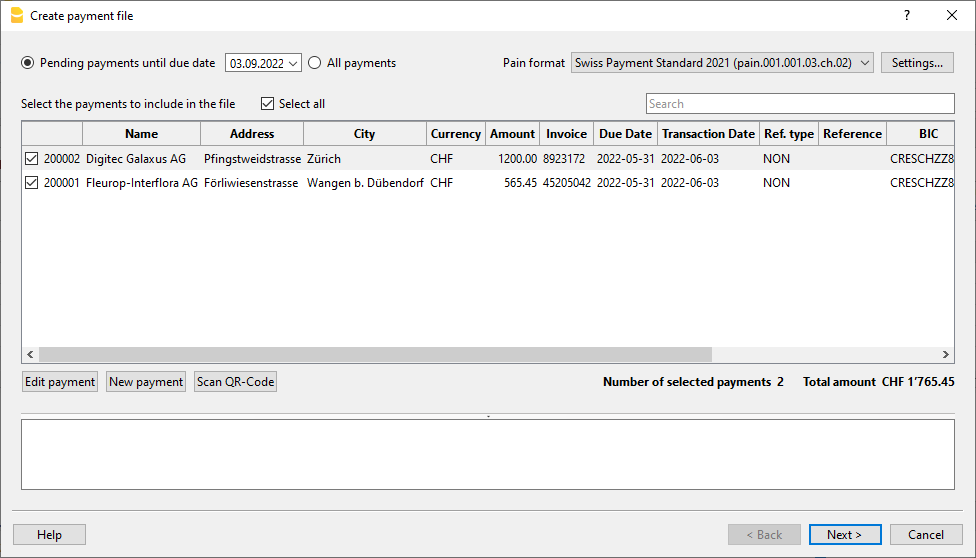 Create payment file
?
Pending payments until due date 03.09.2022 All payments Pain format Swiss Payment Standard 2021 (pain.001.001.03.ch.02) Settings...
Select the payments to include in the file Select all Search
Name Address City Currency Amount Invoice Due Date Transaction Date Ref. type Reference BIC
200002 Digitec Galaxus AG Pfingstweidstrasse Zürich CHF 1200.00 8923172 2022-05-31 2022-06-03 NON CRESCHZZ8
200001 Fleurop-Interflora AG Förliwiesenstrasse Wangen b. Dübendorf CHF 565.45 45205042 2022-05-31 2022-06-03 NON CRESCHZZ8
Edit payment New payment Scan QR-Code Number of selected payments 2 Total amount CHF 1'765.45
Help < Back Next > Cancel